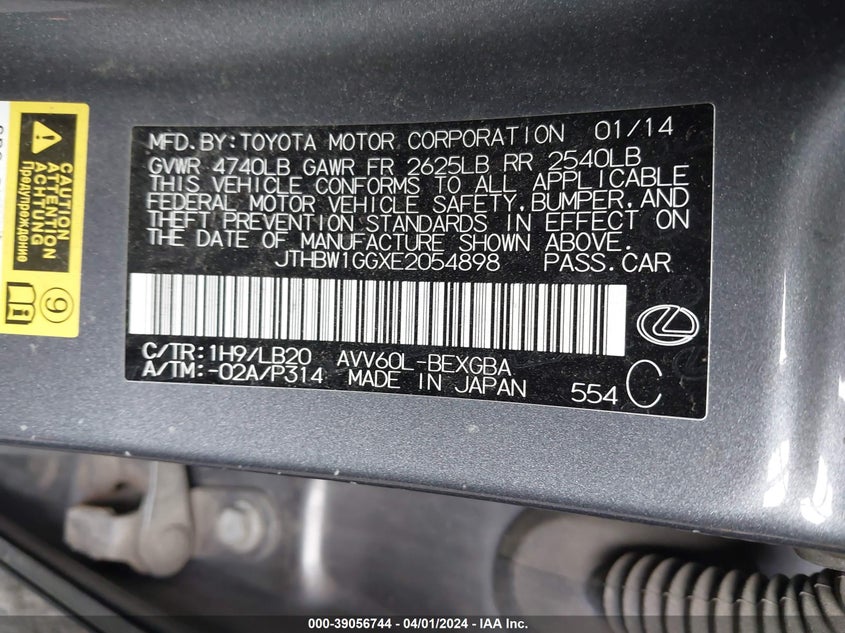 MFD.BY:TOYOTA MOTOR CORPORATION 01/14
GVWR 4740LB GAWR FR 2625LB RR 2540LB
THIS VEHICLE CONFORMS TO ALL APPLICABLE
FEDERAL MOTOR VEHICLE SAFETY,BUMPER,AND
THEFT PREVENTION STANDARDS IN EFFECT ON
THE DATE OF MANUFACTURE SHOWN ABOVE.
JTHBW1GGXE2054898 PASS.CAR
C/TR:1H9/LB20 AVV60L-BEXGBA
A/TM:-02A/P314 MADE IN JAPAN 554 C
CAUTION
ATTENTION
ACHTUNG
Предупреждение
9
000-39056744 - 04/01/2024 - IAA Inc.